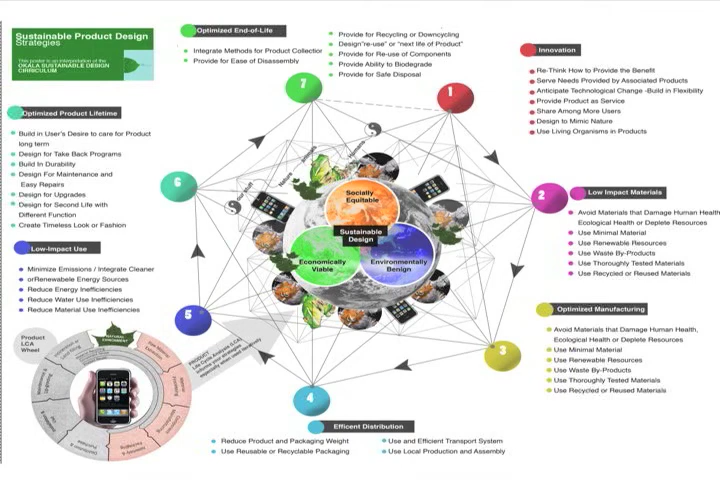 Sustainable Product Design
Strategies
This poster is an interpretation of the
OKALA SUSTAINABLE DESIGN
CIRRICULUM
Optimized End-of-Life
Integrate Methods for Product Collection
Provide for Ease of Disassembly
Provide for Recycling or Downcycling
Design"re-use" or "next life of Product"
Provide for Re-use of Components
Provide Ability to Biodegrade
Provide for Safe Disposal
Innovation
Re-Think How to Provide the Benefit
Serve Needs Provided by Associated Products
Anticipate Technological Change -Build in Flexibility
Provide Product as Service
Share Among More Users
Design to Mimic Nature
Use Living Organisms in Products
Optimized Product Lifetime
Build in User's Desire to care for Product
long term
Design for Take Back Programs
Build In Durability
Design For Maintenance and
Easy Repairs
Design for Upgrades
Design for Second Life with
Different Function
Create Timeless Look or Fashion
Low Impact Materials
Avoid Materials that Damage Human Health
Ecological Health or Deplete Resources
Use Minimal Material
Use Renewable Resources
Use Waste By-Products
Use Thoroughly Tested Materials
Use Recycled or Reused Materials
Low-Impact Use
Minimize Emissions / Integrate Cleaner
orRenewable Energy Sources
Reduce Energy Inefficiencies
Reduce Water Use Inefficiencies
Reduce Material Use Inefficiencies
Optimized Manufacturing
Avoid Materials that Damage Human Health,
Ecological Health or Deplete Resources
Use Minimal Material
Use Renewable Resources
Use Waste By-Products
Use Thoroughly Tested Materials
Use Recycled or Reused Materials
Efficent Distribution
Reduce Product and Packaging Weight
Use Reusable or Recyclable Packaging
Use and Efficient Transport System
Use Local Production and Assembly
7
1
2
3
4
5
6
Socially
Equitable
Sustainable
Design
Economically
Viable
Environmentally
Benign
Nature
Animals
Humans
Product
LCA
Wheel
PRODUCT
Life Cycle Analysis (LCA)